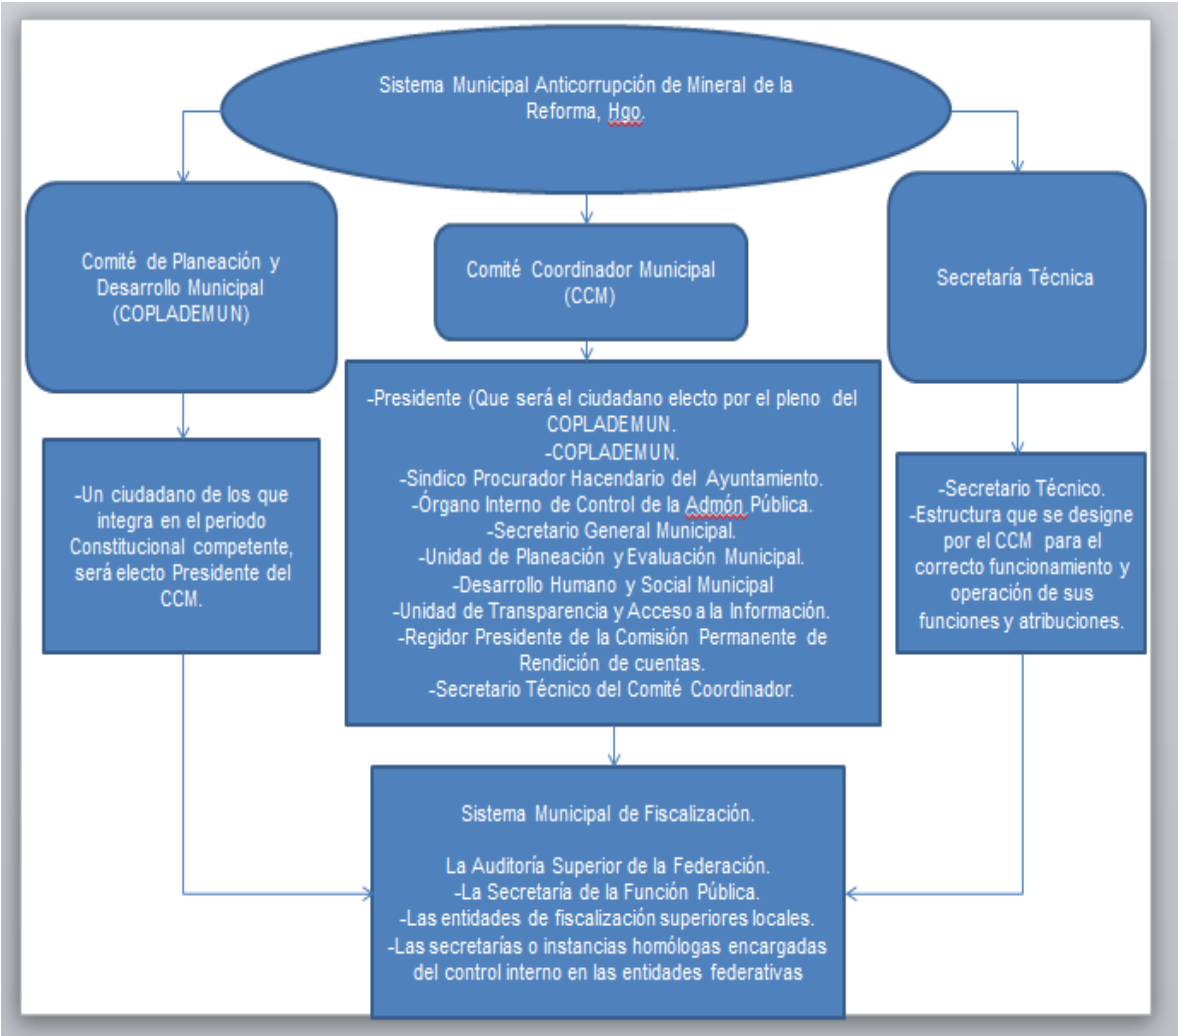 Sistema Municipal Anticorrupción de Mineral de la
Reforma, Hgo.
Comité de Planeación y
Desarrollo Municipal
(COPLADEMUN)
Comité Coordinador Municipal
(CCM)
Secretaría Técnica
-Un ciudadano de los que
integra en el periodo
Constitucional competente,
será electo Presidente del
CCM.
-Presidente (Que será el ciudadano electo por el pleno del
COPLADEMUN.
-COPLADEMUN.
-Sindico Procurador Hacendario del Ayuntamiento.
-Órgano Interno de Control de la Admón. Pública.
-Secretario General Municipal.
-Unidad de Planeación y Evaluación Municipal.
-Desarrollo Humano y Social Municipal
-Unidad de Transparencia y Acceso a la Información.
-Regidor Presidente de la Comisión Permanente de
Rendición de cuentas.
-Secretario Técnico del Comité Coordinador.
-Secretario Técnico.
-Estructura que se designe
por el CCM para el
correcto funcionamiento y
operación de sus
funciones y atribuciones.
Sistema Municipal de Fiscalización.
La Auditoría Superior de la Federación.
-La Secretaría de la Función Pública.
-Las entidades de fiscalización superiores locales.
-Las secretarías o instancias homólogas encargadas
del control interno en las entidades federativas